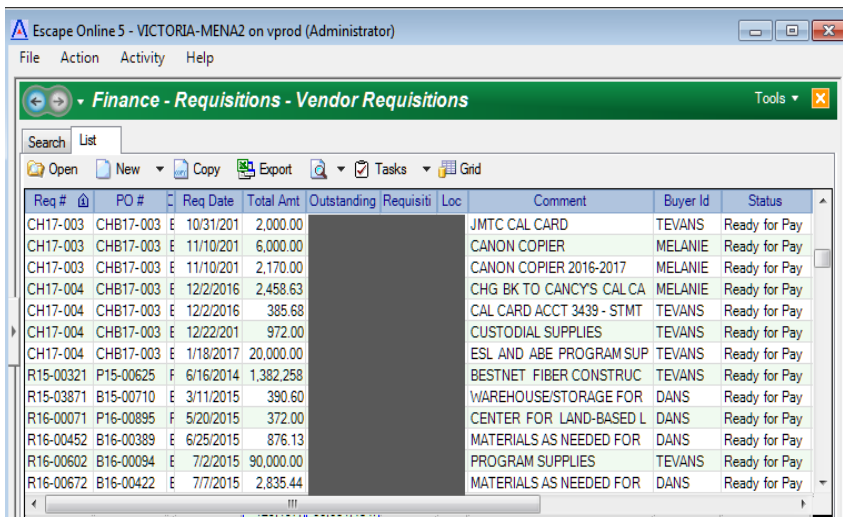 Escape Online 5 - VICTORIA-MENA2 on vprod (Administrator)
File Action Activity Help
Finance - Requisitions - Vendor Requisitions Tools
Search List
Open New Copy Export Tasks Grid
Req # PO # Req Date Total Amt Outstanding Requisiti Loc Comment Buyer Id Status
CH17-003 CHB17-003 E 10/31/201 2,000.00 JMTC CAL CARD TEVANS Ready for Pay
CH17-003 CHB17-003 E 11/10/201 6,000.00 CANON COPIER MELANIE Ready for Pay
CH17-003 CHB17-003 E 11/10/201 2,170.00 CANON COPIER 2016-2017 MELANIE Ready for Pay
CH17-004 CHB17-003 E 12/2/2016 2,458.63 CHG BK TO CANCY'S CAL CA MELANIE Ready for Pay
CH17-004 CHB17-003 E 12/2/2016 385.68 CAL CARD ACCT 3439 - STMT TEVANS Ready for Pay
CH17-004 CHB17-003 E 12/22/201 972.00 CUSTODIAL SUPPLIES TEVANS Ready for Pay
CH17-004 CHB17-003 E 1/18/2017 20,000.00 ESL AND ABE PROGRAM SUP TEVANS Ready for Pay
R15-00321 P15-00625 F 6/16/2014 1,382,258 BESTNET FIBER CONSTRUC TEVANS Ready for Pay
R15-03871 B15-00710 E 3/11/2015 390.60 WAREHOUSE/STORAGE FOR DANS Ready for Pay
R16-00071 P16-00895 F 5/20/2015 372.00 CENTER FOR LAND-BASED L DANS Ready for Pay
R16-00452 B16-00389 E 6/25/2015 876.13 MATERIALS AS NEEDED FOR DANS Ready for Pay
R16-00602 B16-00094 E 7/2/2015 90,000.00 PROGRAM SUPPLIES TEVANS Ready for Pay
R16-00672 B16-00422 E 7/7/2015 2,835.44 MATERIALS AS NEEDED FOR DANS Ready for Pay